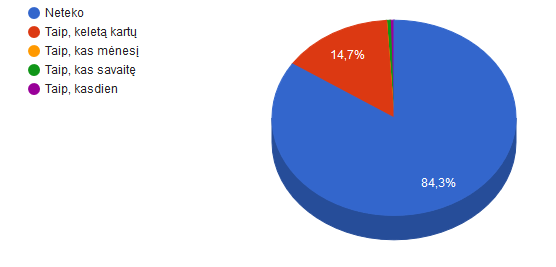 Neteko
Taip, keletą kartų
Taip, kas mėnesį
Taip, kas savaitę
Taip, kasdien
14,7%
84,3%